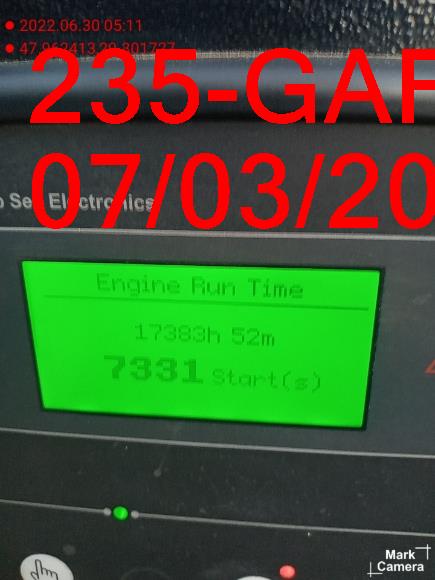 2022.06.30 05:11
235-GAF
07/03/20
Electronics
Engine Run Time
17383h 52m
7331 Start(s)
Mark
Camera